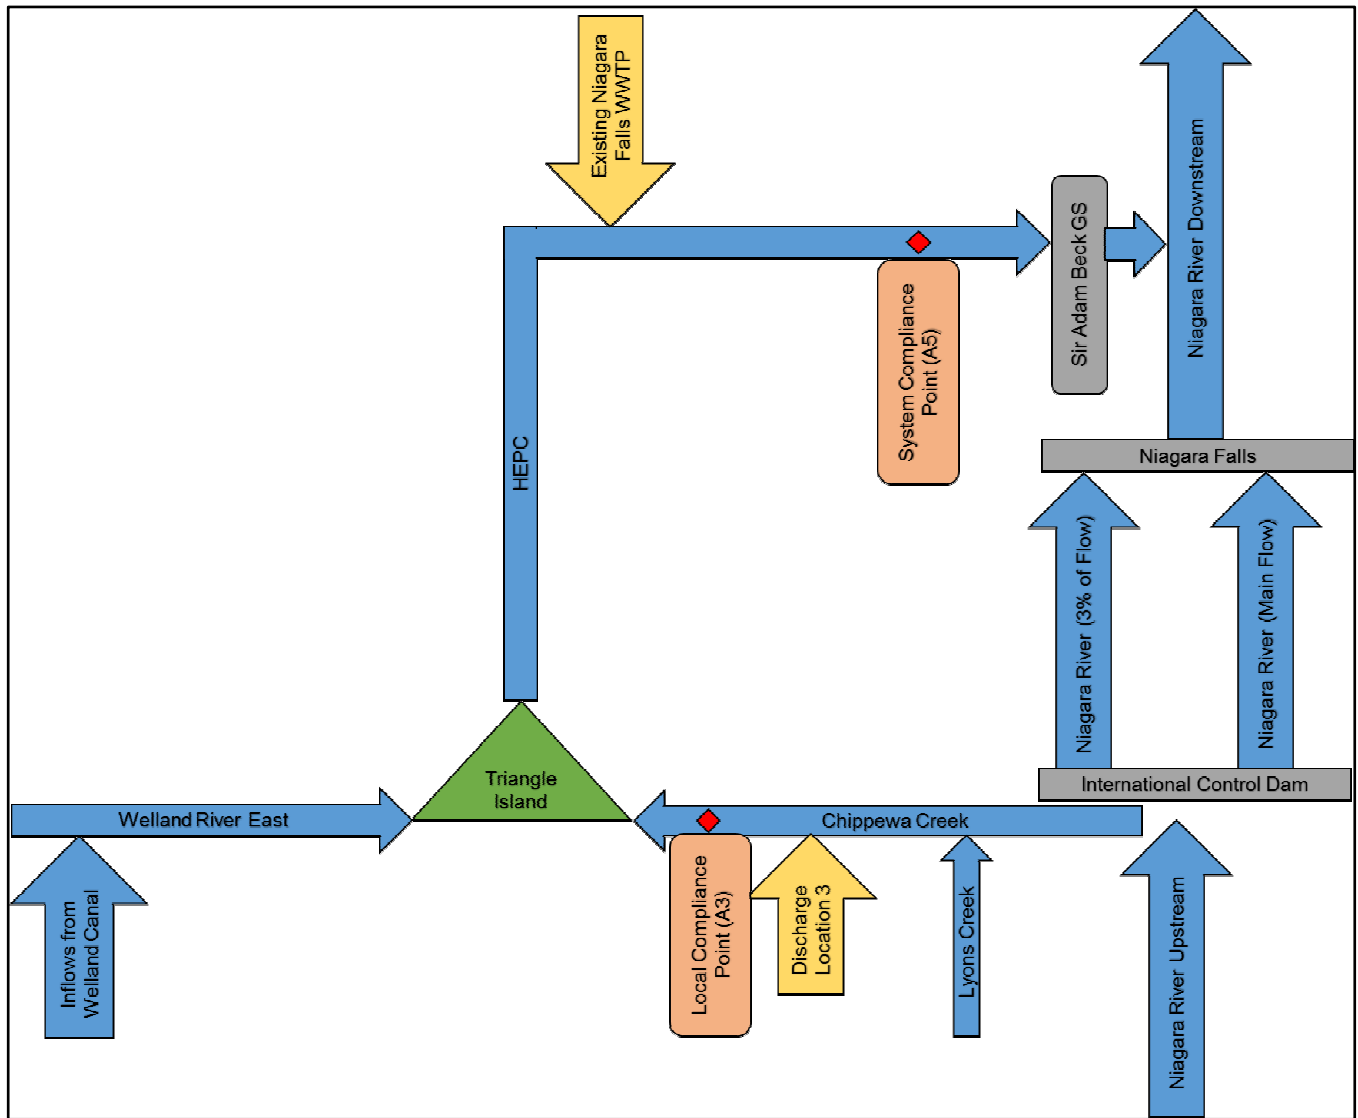 Existing Niagara
Falls WWTP
Niagara River Downstream
Sir Adam Beck GS
System Compliance
Point (A5)
HEPC
Niagara Falls
Niagara River (3% of Flow)
Niagara River (Main Flow)
International Control Dam
Triangle
Island
Welland River East
Chippewa Creek
Inflows from
Welland Canal
Local Compliance
Point (A3)
Discharge
Location 3
Lyons Creek
Niagara River Upstream